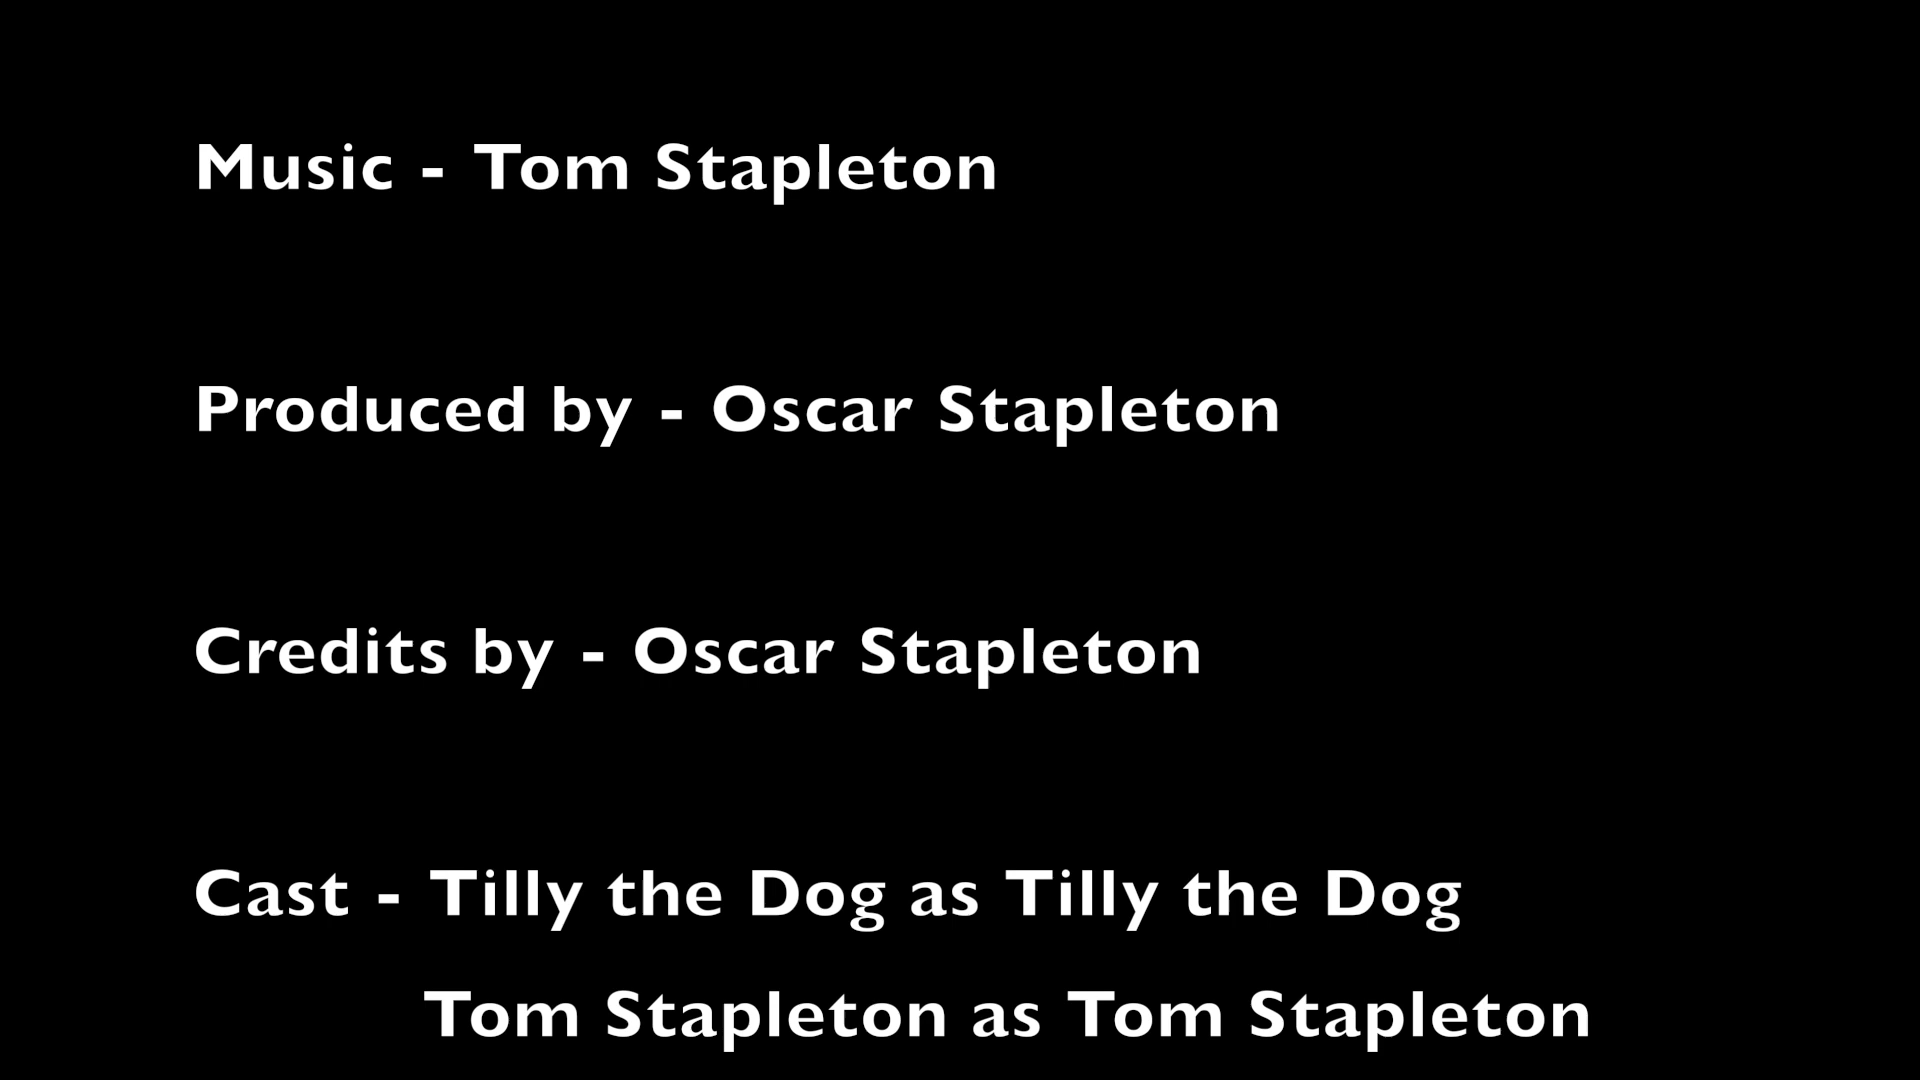 Music - Tom Stapleton
Produced by - Oscar Stapleton
Credits by - Oscar Stapleton
Cast - Tilly the Dog as Tilly the Dog
Tom Stapleton as Tom Stapleton